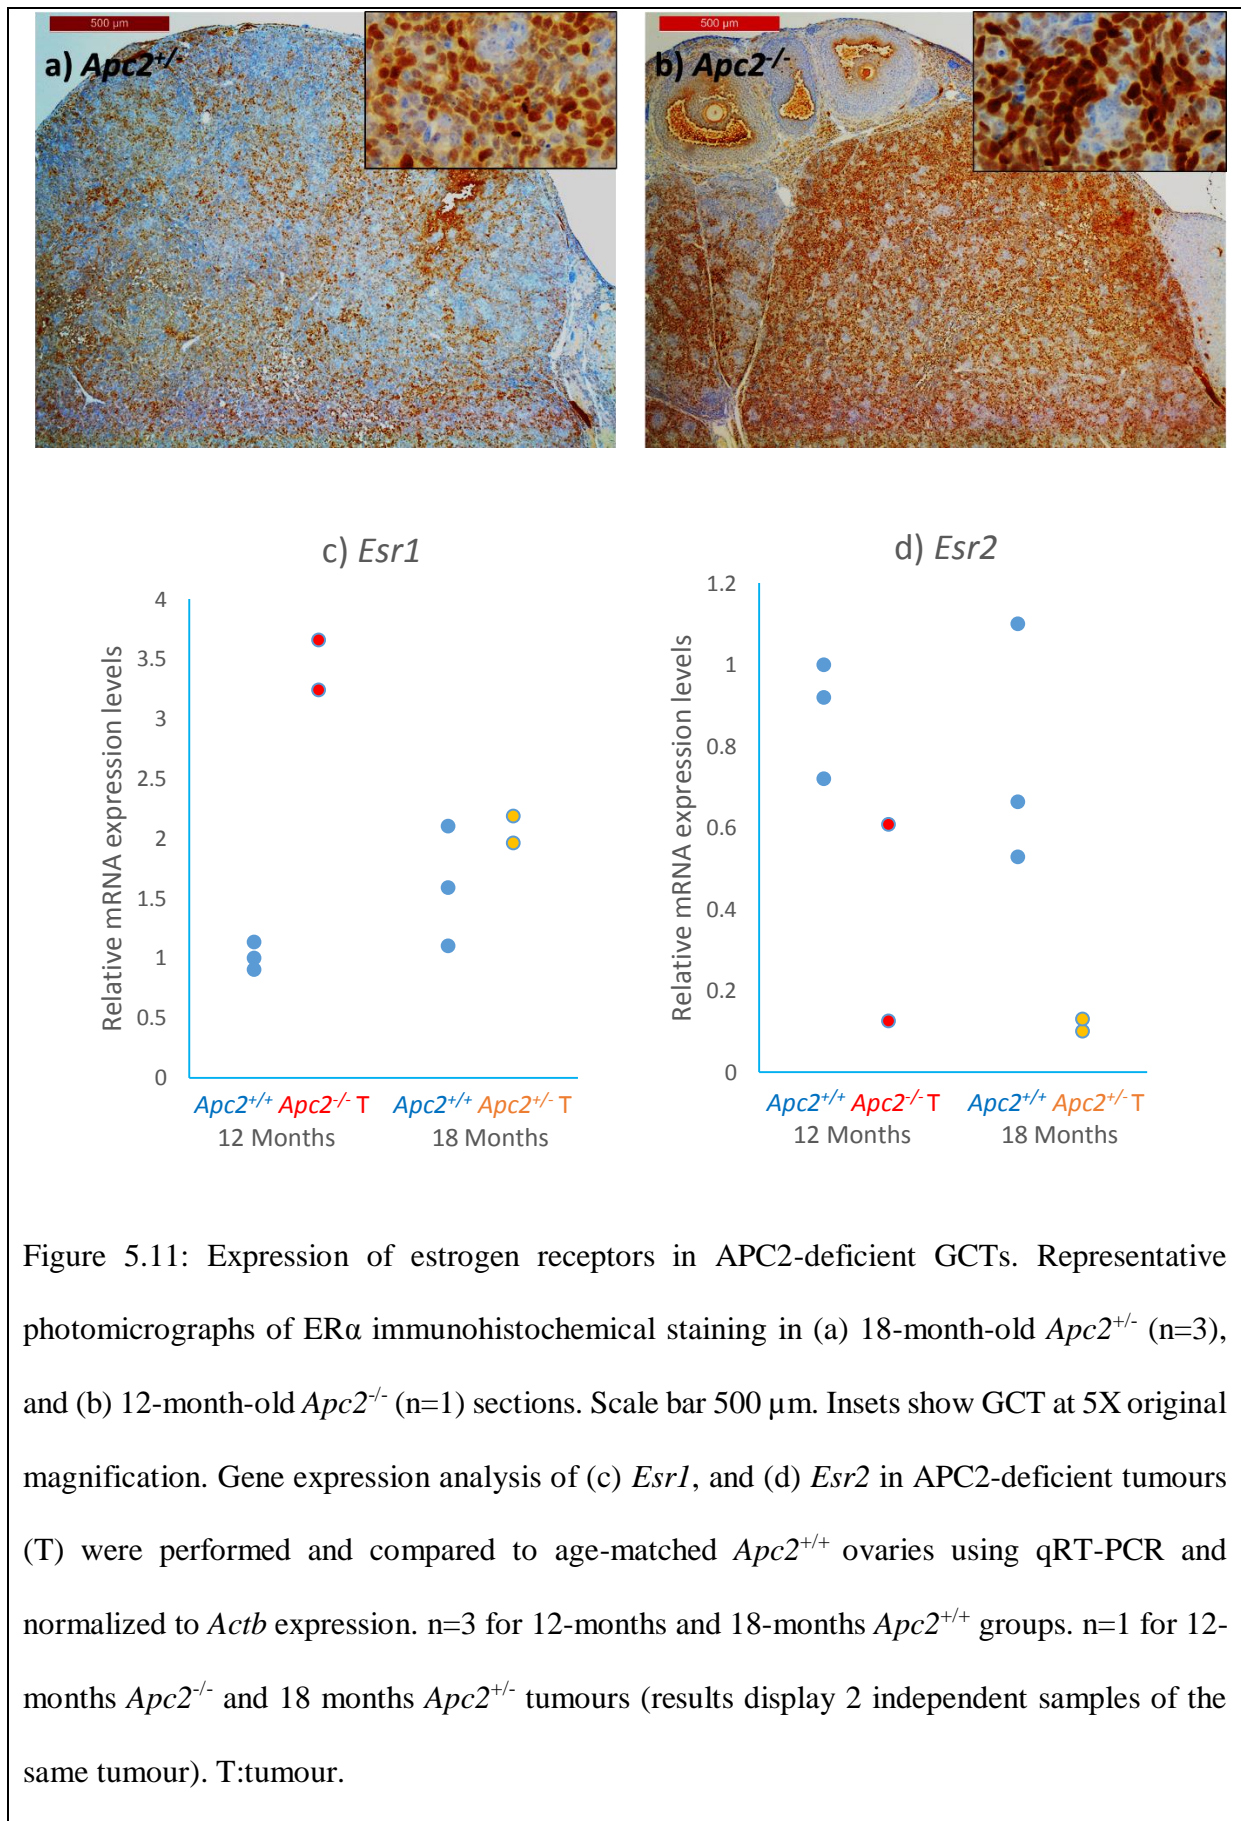 500 µm
500 µm
a) Apc2+/-
b) Apc2-/-
c) Esr1
Relative mRNA expression levels
4
3.5
3
2.5
2
1.5
1
0.5
0
Apc2+/+ Apc2-/- T Apc2+/+ Apc2+/- T
12 Months 18 Months
d) Esr2
Relative mRNA expression levels
1.2
1
0.8
0.6
0.4
0.2
0
Apc2+/+ Apc2-/- T Apc2+/+ Apc2+/- T
12 Months 18 Months
Figure 5.11: Expression of estrogen receptors in APC2-deficient GCTs. Representative
photomicrographs of ERα immunohistochemical staining in (a) 18-month-old Apc2+/- (n=3),
and (b) 12-month-old Apc2-/- (n=1) sections. Scale bar 500 µm. Insets show GCT at 5X original
magnification. Gene expression analysis of (c) Esr1, and (d) Esr2 in APC2-deficient tumours
(T) were performed and compared to age-matched Apc2+/+ ovaries using qRT-PCR and
normalized to Actb expression. n=3 for 12-months and 18-months Apc2+/+ groups. n=1 for 12-
months Apc2-/- and 18 months Apc2+/- tumours (results display 2 independent samples of the
same tumour). T:tumour.